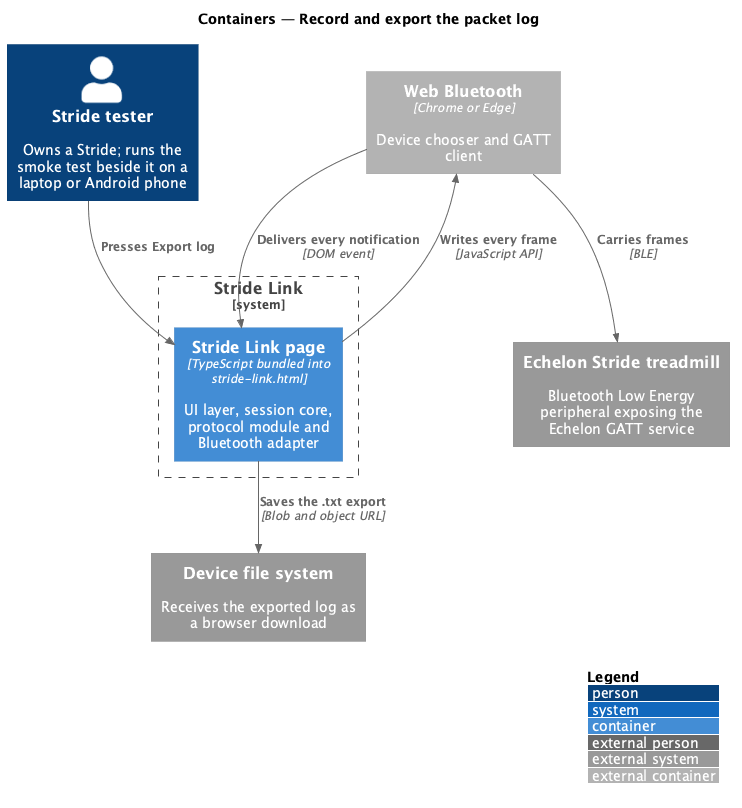 Containers — Record and export the packet log
Stride tester
Owns a Stride; runs the
smoke test beside it on a
laptop or Android phone
Web Bluetooth
[Chrome or Edge]
Device chooser and GATT
client
Presses Export log
Delivers every notification
[DOM event]
Writes every frame
[JavaScript API]
Carries frames
[BLE]
Stride Link
[system]
Stride Link page
[TypeScript bundled into
stride-link.html]
UI layer, session core,
protocol module and
Bluetooth adapter
Echelon Stride treadmill
Bluetooth Low Energy
peripheral exposing the
Echelon GATT service
Saves the .txt export
[Blob and object URL]
Device file system
Receives the exported log as
a browser download
Legend
person
system
container
external person
external system
external container